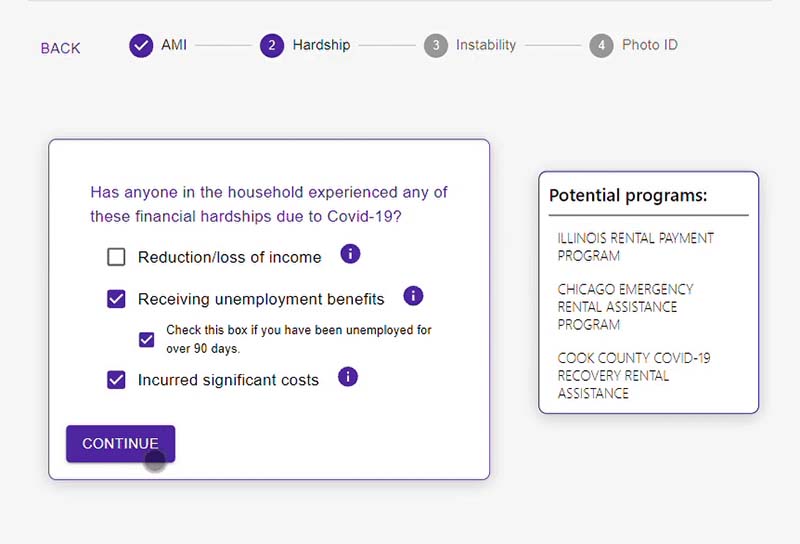 BACK
AMI
2 Hardship
3 Instability
4 Photo ID
Has anyone in the household experienced any of
these financial hardships due to Covid-19?
Reduction/loss of income i
Receiving unemployment benefits i
Check this box if you have been unemployed for
over 90 days.
Incurred significant costs i
CONTINUE
Potential programs:
ILLINOIS RENTAL PAYMENT
PROGRAM
CHICAGO EMERGENCY
RENTAL ASSISTANCE
PROGRAM
COOK COUNTY COVID-19
RECOVERY RENTAL
ASSISTANCE